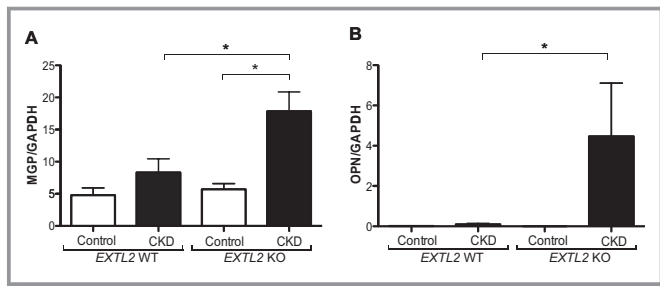 A
B
*
*
*
MGP/GAPDH
25
20
15
10
5
0
Control
CKD
Control
CKD
EXTL2 WT
EXTL2 KO
OPN/GAPDH
8
6
4
2
0
Control
CKD
Control
CKD
EXTL2 WT
EXTL2 KO